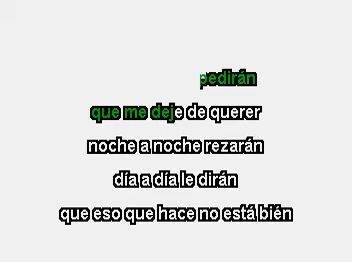 pedirán
que me deje de querer
noche a noche rezarán
día a día le dirán
que eso que hace no está bién